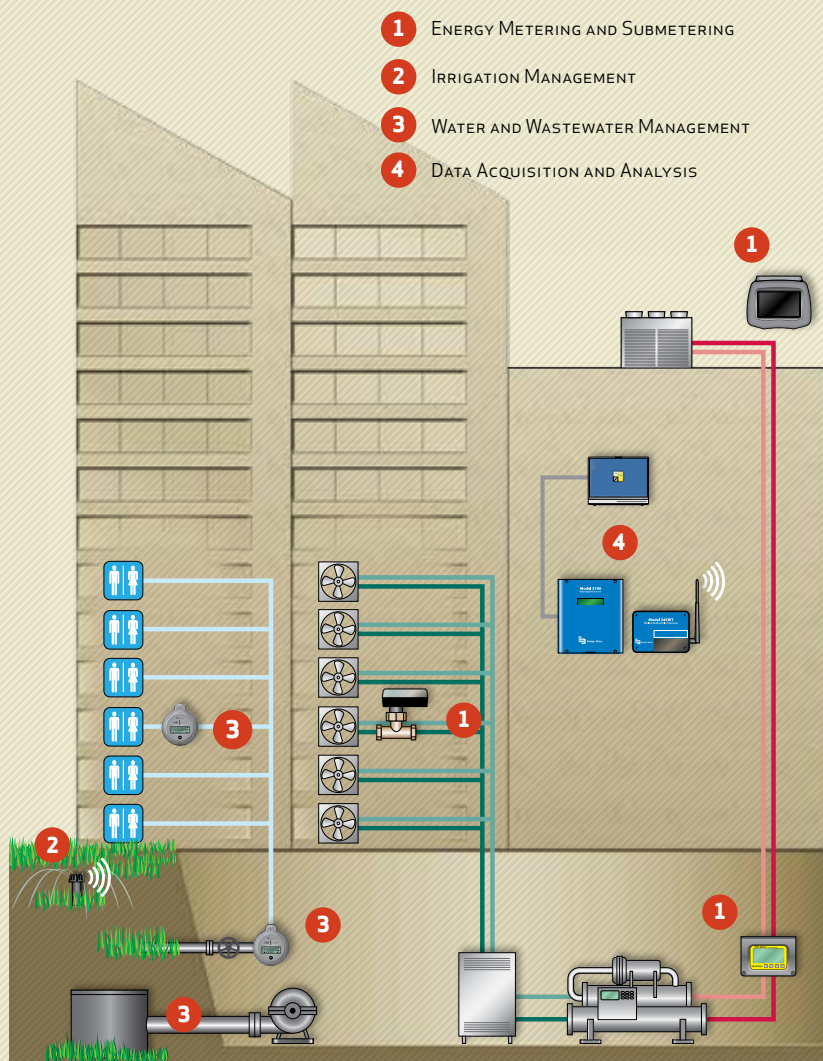 1 Energy Metering and Submetering
2 Irrigation Management
3 Water and Wastewater Management
4 Data Acquisition and Analysis
1
4
3
1
2
3
1
3